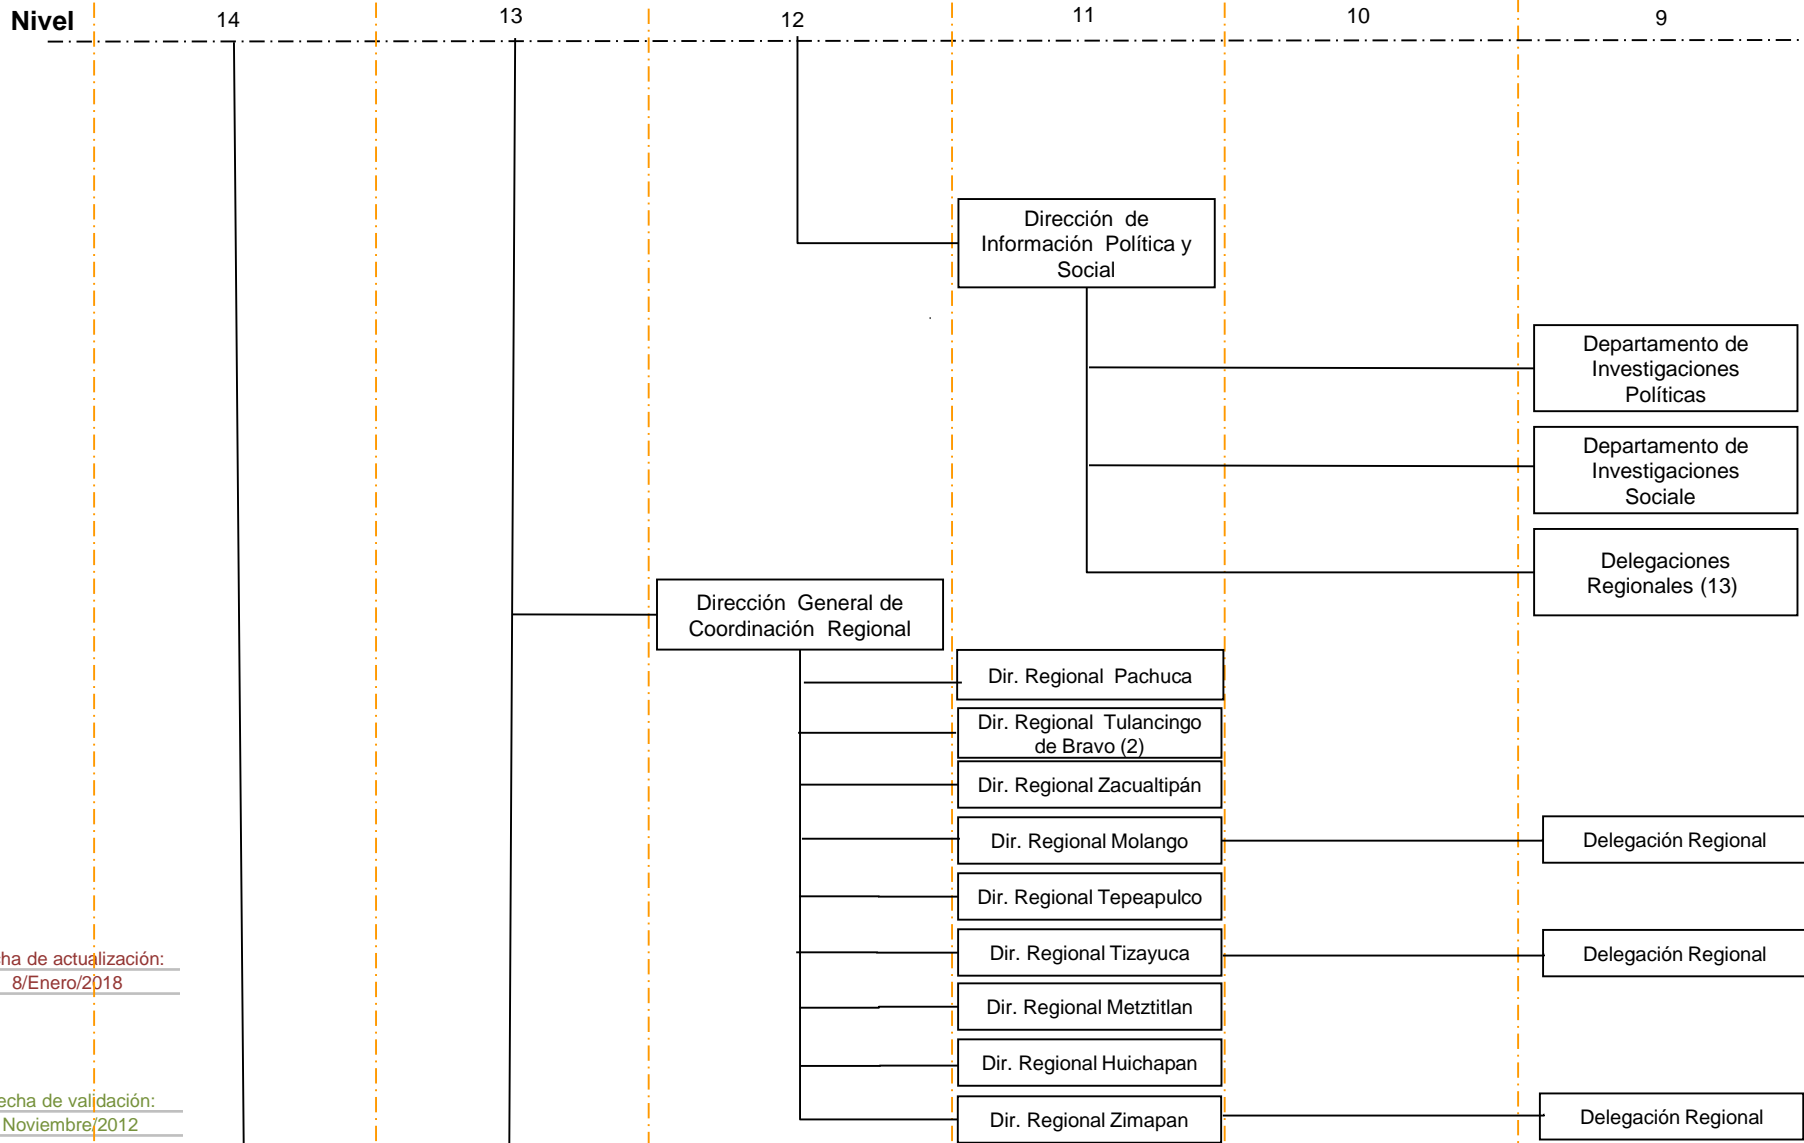 Nivel 14 13 12 11 10 9
Dirección de
Información Política y
Social
Departamento de
Investigaciones
Políticas
Departamento de
Investigaciones
Sociale
Delegaciones
Regionales (13)
Dirección General de
Coordinación Regional
Dir. Regional Pachuca
Dir. Regional Tulancingo
de Bravo (2)
Dir. Regional Zacualtipán
Dir. Regional Molango
Delegación Regional
Dir. Regional Tepeapulco
Dir. Regional Tizayuca
Delegación Regional
Dir. Regional Metztitlan
Dir. Regional Huichapan
Dir. Regional Zimapan
Delegación Regional
cha de actualización:
8/Enero/2018
echa de validación:
Noviembre/2012